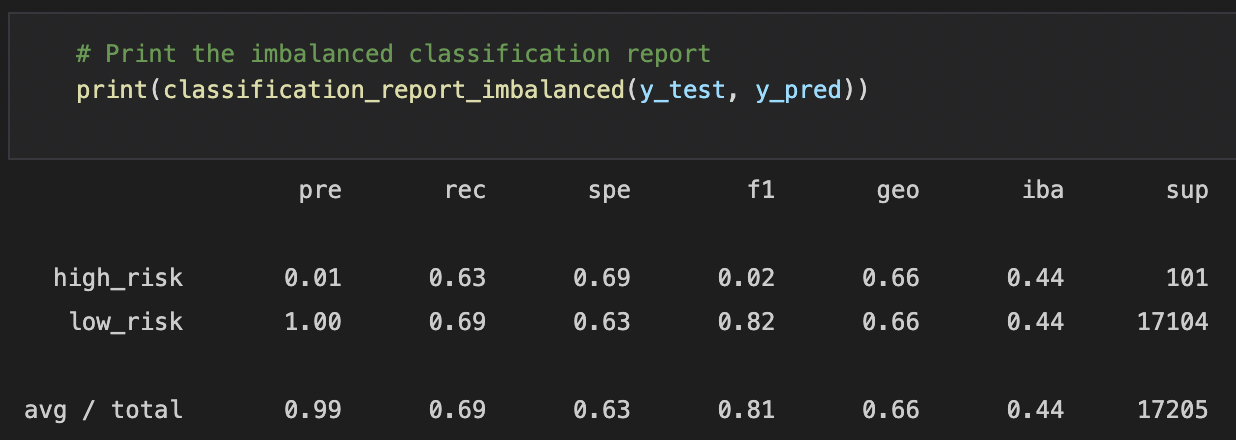 # Print the imbalanced classification report
print(classification_report_imbalanced(y_test, y_pred))
pre rec spe f1 geo iba sup
high_risk 0.01 0.63 0.69 0.02 0.66 0.44 101
low_risk 1.00 0.69 0.63 0.82 0.66 0.44 17104
avg / total 0.99 0.69 0.63 0.81 0.66 0.44 17205